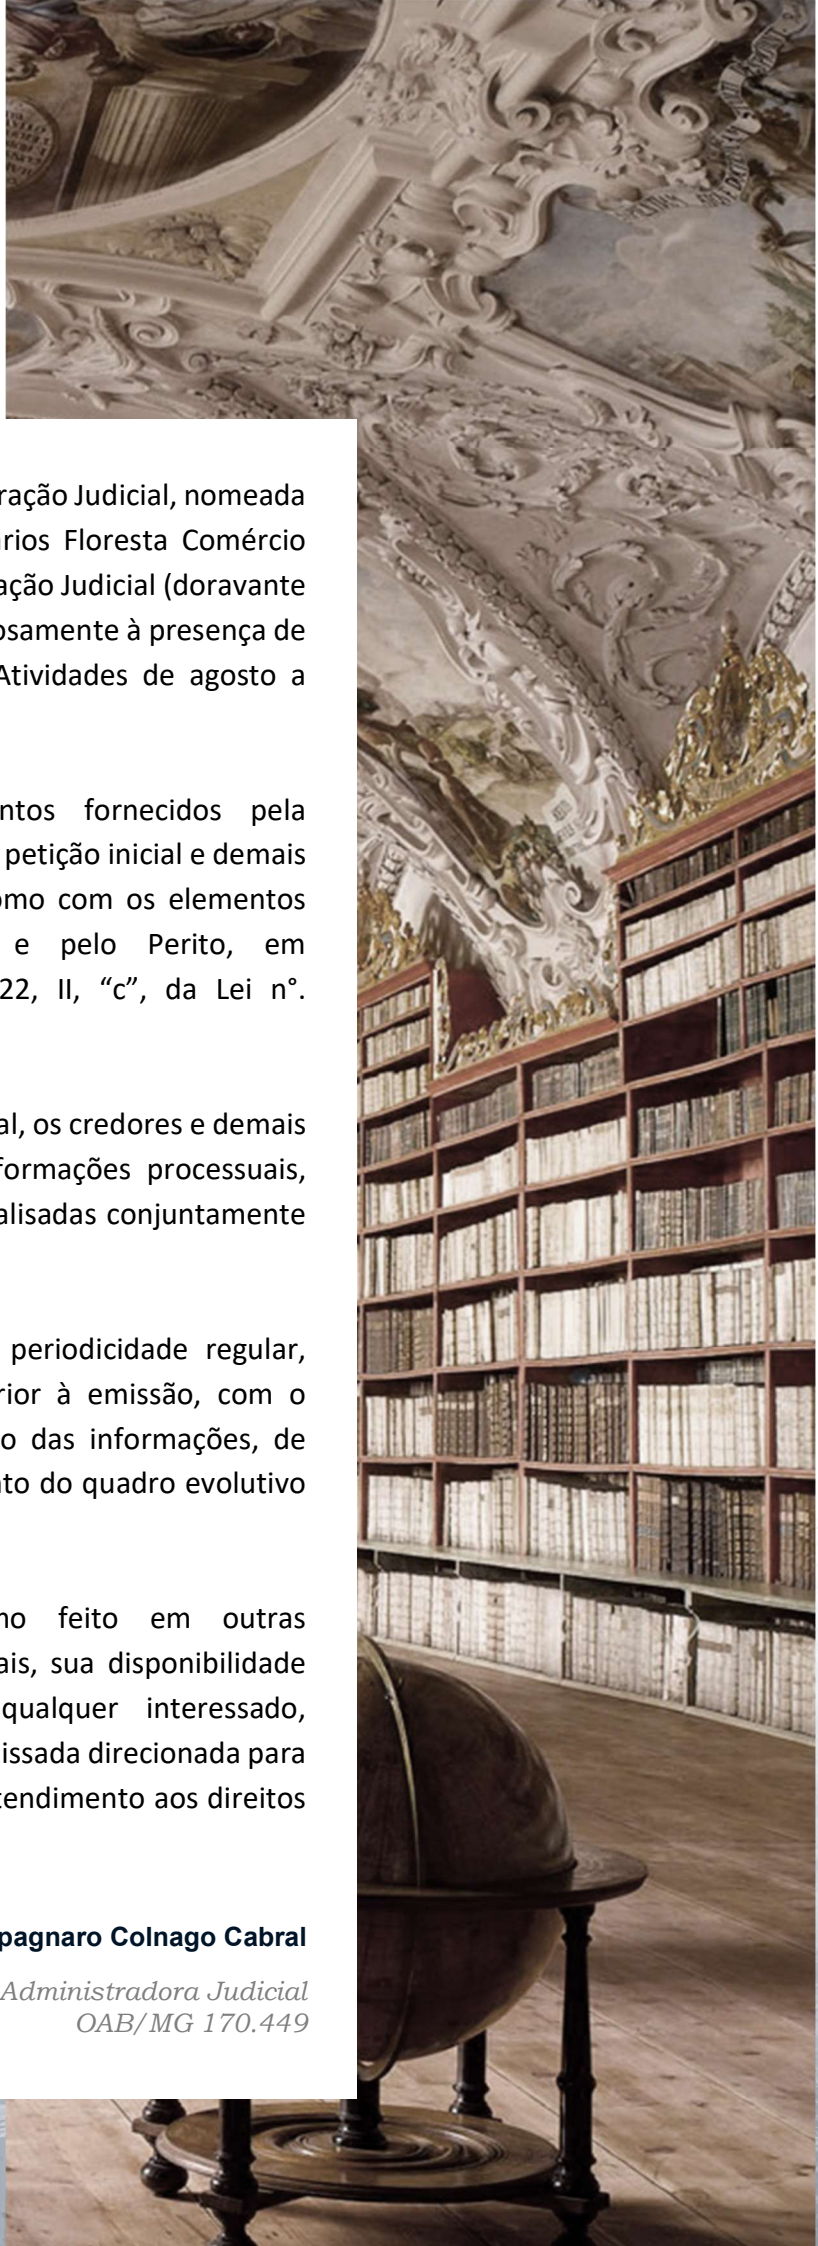 ração Judicial, nomeada
rios Floresta Comércio
ação Judicial (doravante
osamente à presença de
Atividades de agosto a
ntos fornecidos pela
petição inicial e demais
omo com os elementos
e pelo Perito, em
22, II, “c”, da Lei n°.
al, os credores e demais
formações processuais,
alisadas conjuntamente
periodicidade regular,
rior à emissão, com o
o das informações, de
to do quadro evolutivo
no feito em outras
ais, sua disponibilidade
qualquer interessado,
issada direcionada para
tendimento aos direitos
pagnaro Colnago Cabral
Administradora Judicial
OAB/MG 170.449